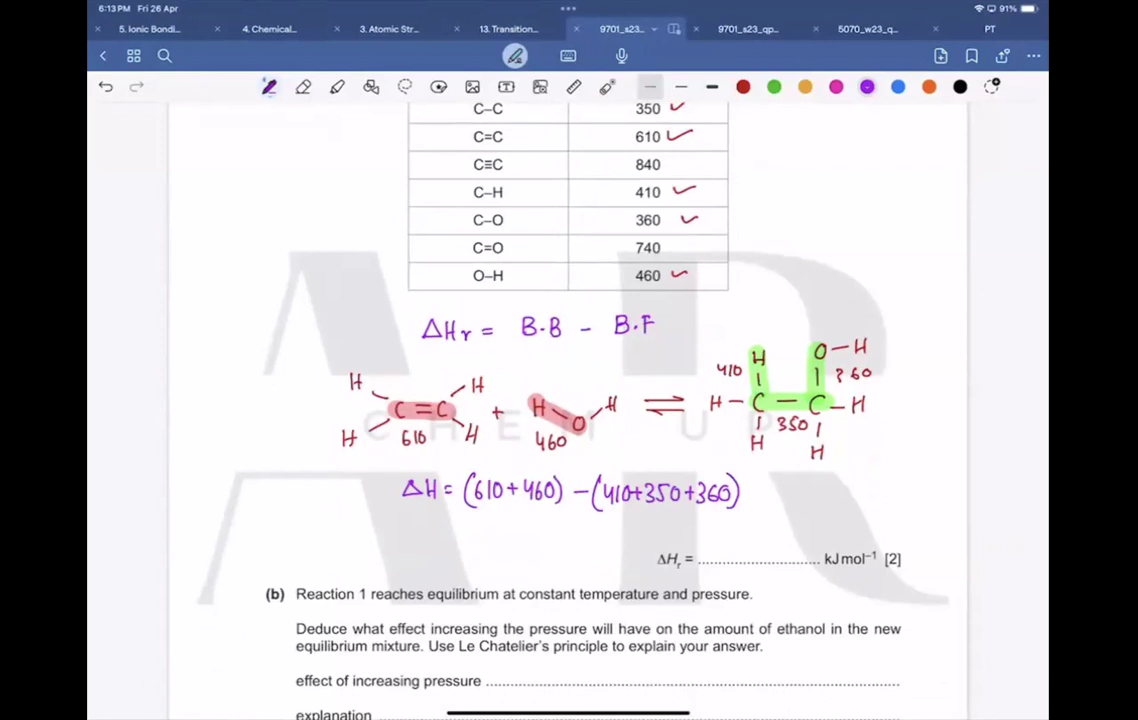 6:13 PM Fri 26 Apr
91%
5. Ionic Bondi... 4. Chemical... 3. Atomic Str... 13. Transition... 9701_s23... 9701_s23_qp... 5070_w23_q... PT
C–C 350
C=C 610
C≡C 840
C–H 410
C–O 360
C=O 740
O–H 460
ΔHr = B.B - B.F
H H
C=C
H H
610
+
H O H
460
⇌
H O–H
410 360
H–C–C–H
350
H H
ΔH = (610+460) - (410+350+360)
CHEM UP
AR
ΔHr = .............................. kJ mol⁻¹ [2]
(b) Reaction 1 reaches equilibrium at constant temperature and pressure.
Deduce what effect increasing the pressure will have on the amount of ethanol in the new
equilibrium mixture. Use Le Chatelier's principle to explain your answer.
effect of increasing pressure ..............................
explanation